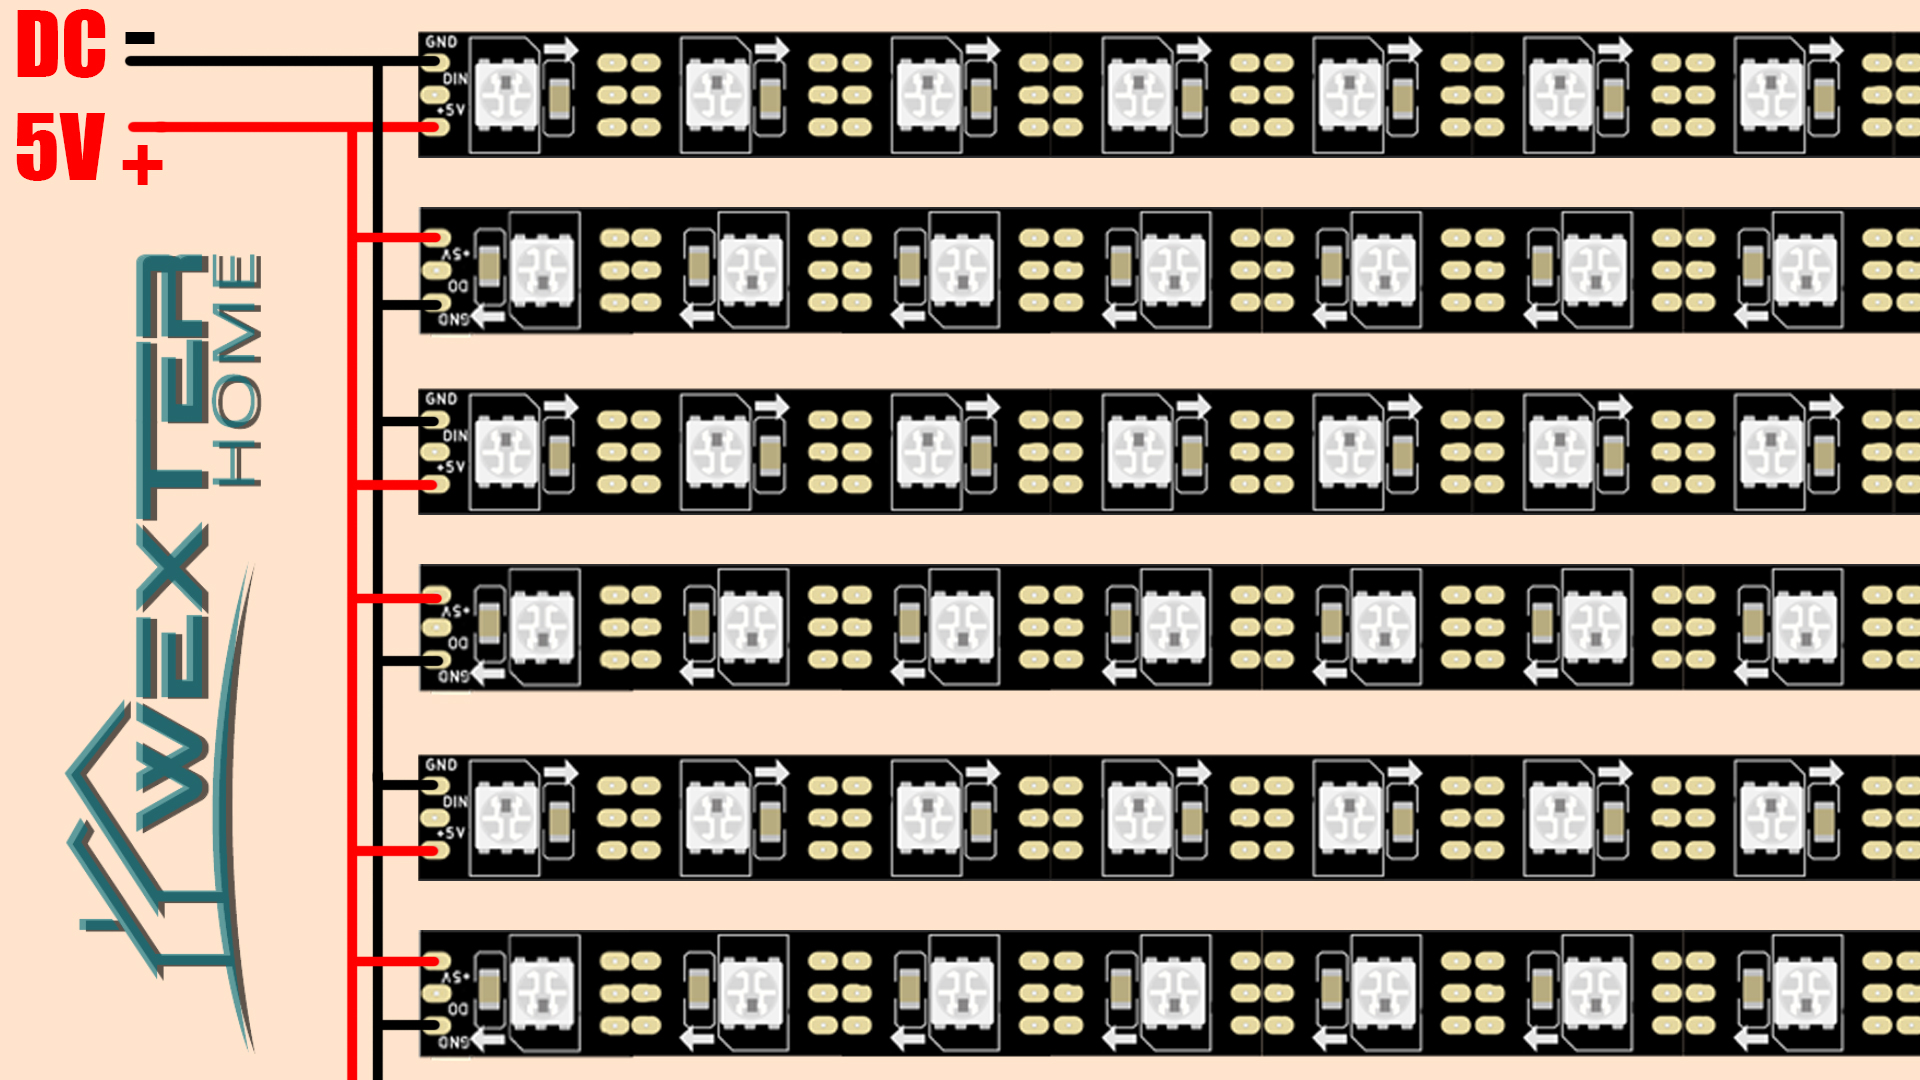 DC -
5V +
WEXTER
HOME
GND
DIN
+5V
+5V
DO
GND
GND
DIN
+5V
+5V
DO
GND
GND
DIN
+5V
+5V
DO
GND